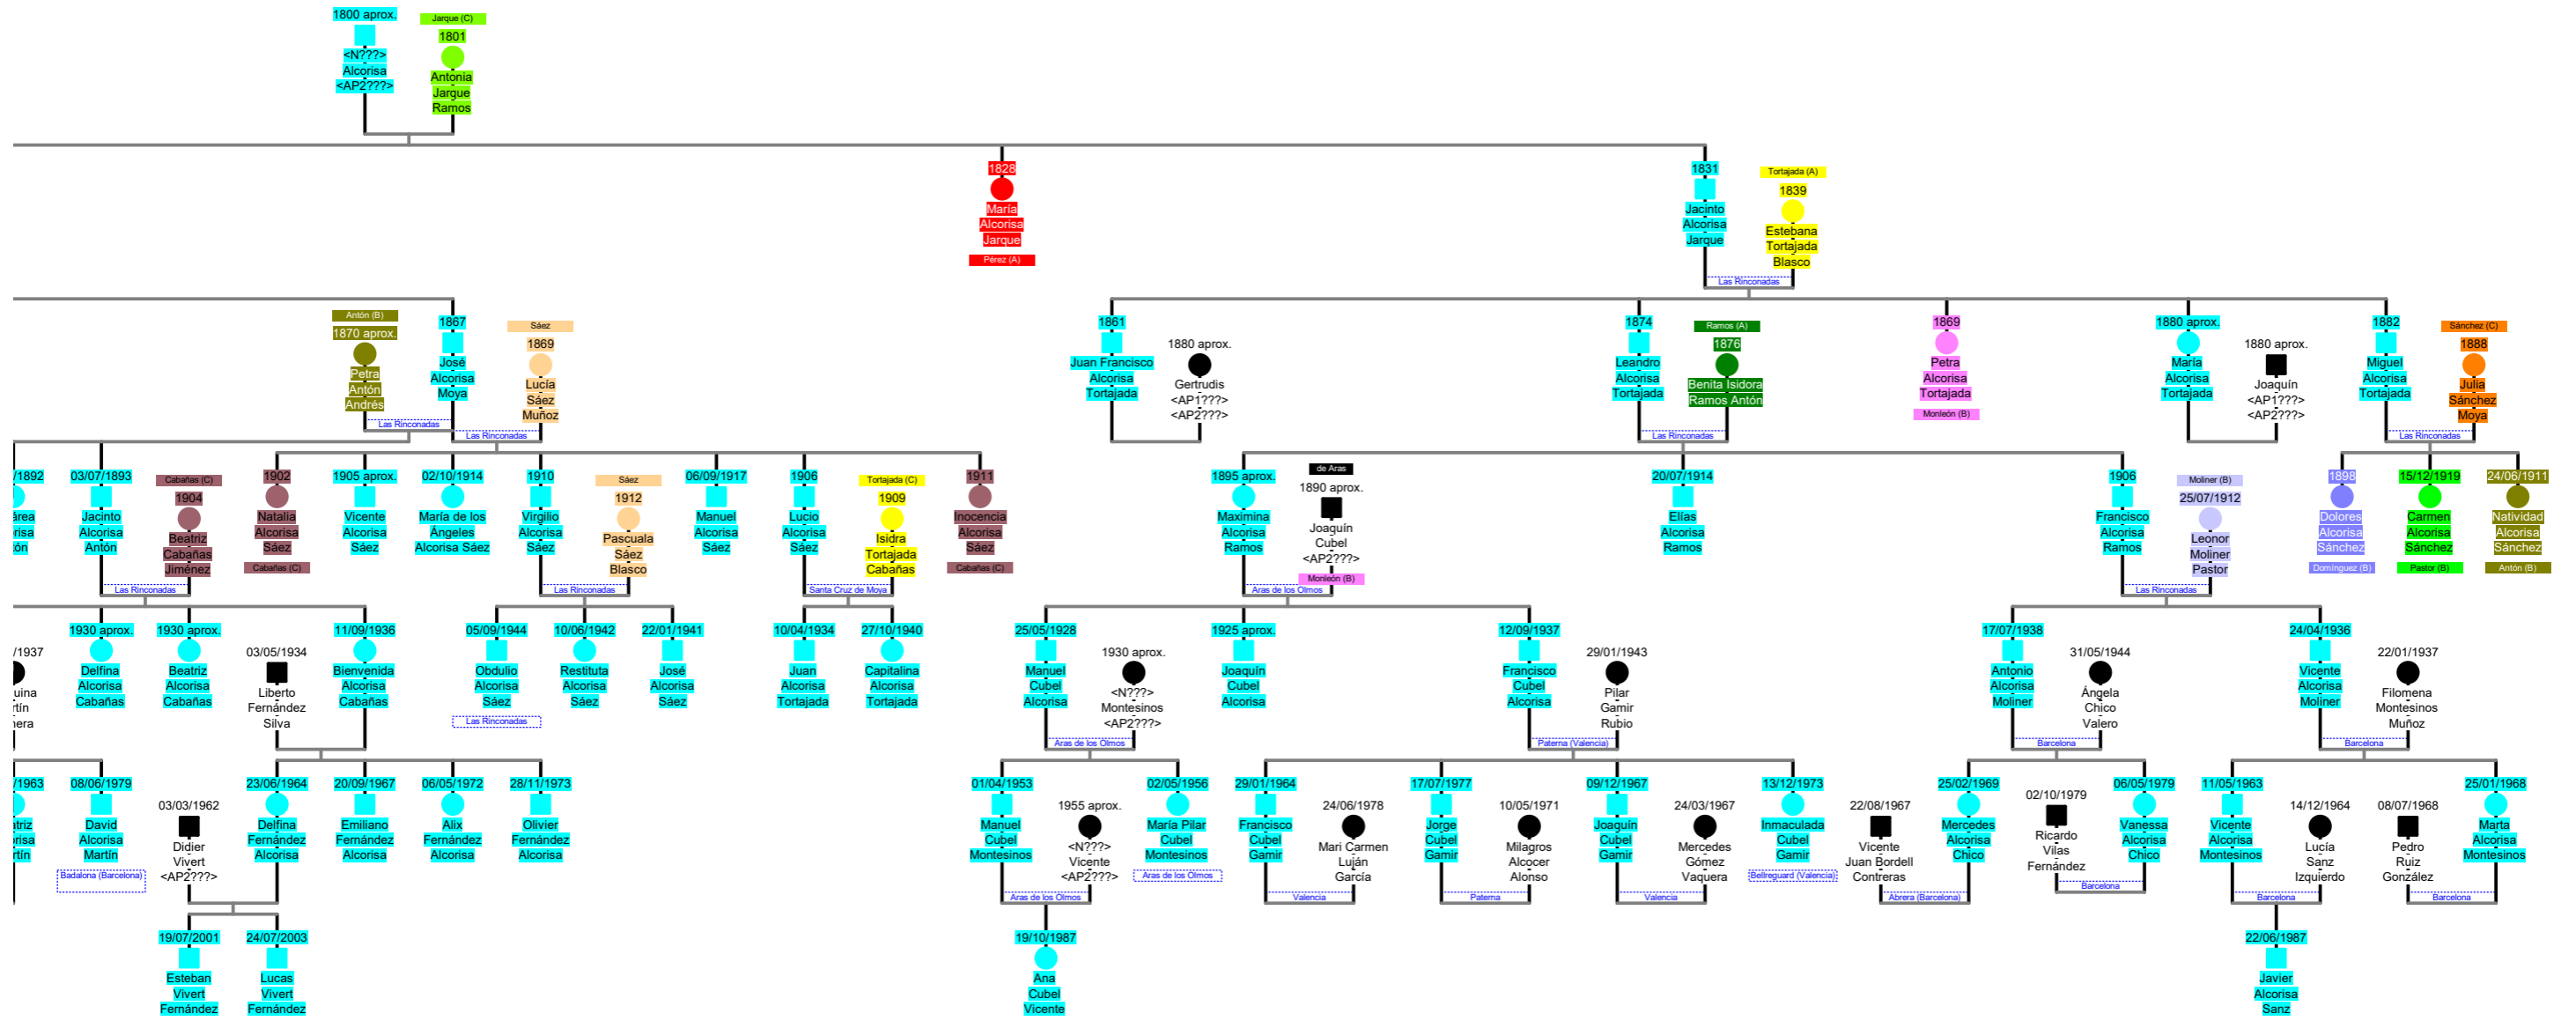 1800 aprox.
<N???>
Alcorisa
<AP2???>
Jarque (C)
1801
Antonia
Jarque
Ramos
1828
María
Alcorisa
Jarque
Pérez (A)
1831
Jacinto
Alcorisa
Jarque
Tortajada (A)
1839
Estebana
Tortajada
Blasco
Las Rinconadas
Antón (B)
1870 aprox.
Petra
Antón
Andrés
Las Rinconadas
1867
José
Alcorisa
Moya
Sáez
1869
Lucía
Sáez
Muñoz
Las Rinconadas
1861
Juan Francisco
Alcorisa
Tortajada
1880 aprox.
Gertrudis
<AP1???>
<AP2???>
1874
Leandro
Alcorisa
Tortajada
Ramos (A)
1876
Benita Isidora
Ramos Antón
Las Rinconadas
1869
Petra
Alcorisa
Tortajada
Monleón (B)
1880 aprox.
María
Alcorisa
Tortajada
1880 aprox.
Joaquín
<AP1???>
<AP2???>
1882
Miguel
Alcorisa
Tortajada
Sánchez (C)
1888
Julia
Sánchez
Moya
Las Rinconadas
/1892
área
risa
tón
03/07/1893
Jacinto
Alcorisa
Antón
Cabañas (C)
1904
Beatriz
Cabañas
Jiménez
Las Rinconadas
1902
Natalia
Alcorisa
Sáez
Cabañas (C)
1905 aprox.
Vicente
Alcorisa
Sáez
02/10/1914
María de los
Ángeles
Alcorisa Sáez
1910
Virgilio
Alcorisa
Sáez
Sáez
1912
Pascuala
Sáez
Blasco
Las Rinconadas
06/09/1917
Manuel
Alcorisa
Sáez
1906
Lucio
Alcorisa
Sáez
Tortajada (C)
1909
Isidra
Tortajada
Cabañas
Santa Cruz de Moya
1911
Inocencia
Alcorisa
Sáez
Cabañas (C)
1895 aprox.
Maximina
Alcorisa
Ramos
de Aras
1890 aprox.
Joaquín
Cubel
<AP2???>
Monleón (B)
Aras de los Olmos
20/07/1914
Elías
Alcorisa
Ramos
1906
Francisco
Alcorisa
Ramos
Moliner (B)
25/07/1912
Leonor
Moliner
Pastor
Las Rinconadas
1898
Dolores
Alcorisa
Sánchez
Domínguez (B)
15/12/1919
Carmen
Alcorisa
Sánchez
Pastor (B)
24/06/1911
Natividad
Alcorisa
Sánchez
Antón (B)
/1937
uina
rtín
nera
1930 aprox.
Delfina
Alcorisa
Cabañas
1930 aprox.
Beatriz
Alcorisa
Cabañas
03/05/1934
Liberto
Fernández
Silva
11/09/1936
Bienvenida
Alcorisa
Cabañas
05/09/1944
Obdulio
Alcorisa
Sáez
Las Rinconadas
10/06/1942
Restituta
Alcorisa
Sáez
22/01/1941
José
Alcorisa
Sáez
10/04/1934
Juan
Alcorisa
Tortajada
27/10/1940
Capitalina
Alcorisa
Tortajada
25/05/1928
Manuel
Cubel
Alcorisa
1930 aprox.
<N???>
Montesinos
<AP2???>
Aras de los Olmos
1925 aprox.
Joaquín
Cubel
Alcorisa
12/09/1937
Francisco
Cubel
Alcorisa
29/01/1943
Pilar
Gamir
Rubio
Paterna (Valencia)
17/07/1938
Antonio
Alcorisa
Moliner
31/05/1944
Ángela
Chico
Valero
Barcelona
24/04/1936
Vicente
Alcorisa
Moliner
22/01/1937
Filomena
Montesinos
Muñoz
Barcelona
/1963
atriz
orisa
rtín
08/06/1979
David
Alcorisa
Martín
Badalona (Barcelona)
03/03/1962
Didier
Vivert
<AP2???>
23/06/1964
Delfina
Fernández
Alcorisa
20/09/1967
Emiliano
Fernández
Alcorisa
06/05/1972
Alix
Fernández
Alcorisa
28/11/1973
Olivier
Fernández
Alcorisa
01/04/1953
Manuel
Cubel
Montesinos
1955 aprox.
<N???>
Vicente
<AP2???>
Aras de los Olmos
02/05/1956
María Pilar
Cubel
Montesinos
Aras de los Olmos
29/01/1964
Francisco
Cubel
Gamir
24/06/1978
Mari Carmen
Luján
García
Valencia
17/07/1977
Jorge
Cubel
Gamir
10/05/1971
Milagros
Alcocer
Alonso
Paterna
09/12/1967
Joaquín
Cubel
Gamir
24/03/1967
Mercedes
Gómez
Vaquera
Valencia
13/12/1973
Inmaculada
Cubel
Gamir
Bellreguard (Valencia)
22/08/1967
Vicente
Juan Bordell
Contreras
25/02/1969
Mercedes
Alcorisa
Chico
Abrera (Barcelona)
02/10/1979
Ricardo
Vilas
Fernández
06/05/1979
Vanessa
Alcorisa
Chico
Barcelona
11/05/1963
Vicente
Alcorisa
Montesinos
14/12/1964
Lucía
Sanz
Izquierdo
Barcelona
08/07/1968
Pedro
Ruiz
González
25/01/1968
Marta
Alcorisa
Montesinos
Barcelona
19/07/2001
Esteban
Vivert
Fernández
24/07/2003
Lucas
Vivert
Fernández
19/10/1987
Ana
Cubel
Vicente
22/06/1987
Javier
Alcorisa
Sanz